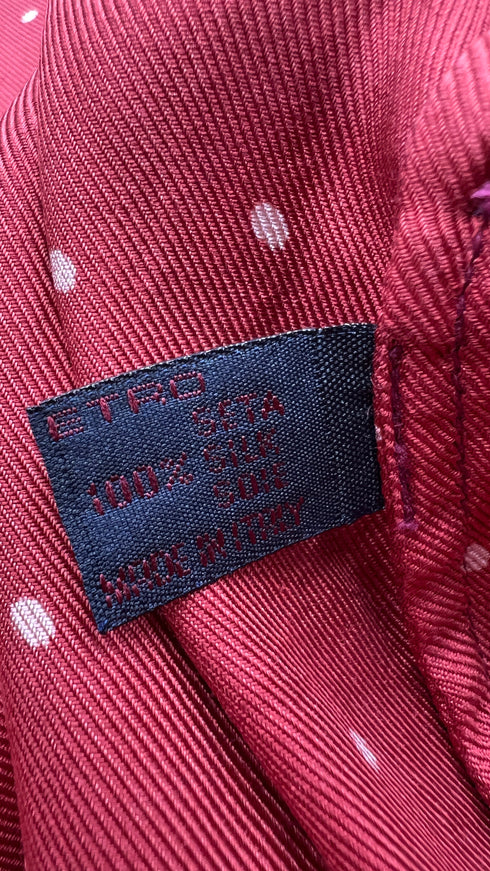 ETRO
SETA
100% SILK
SOIE
MADE IN ITALY